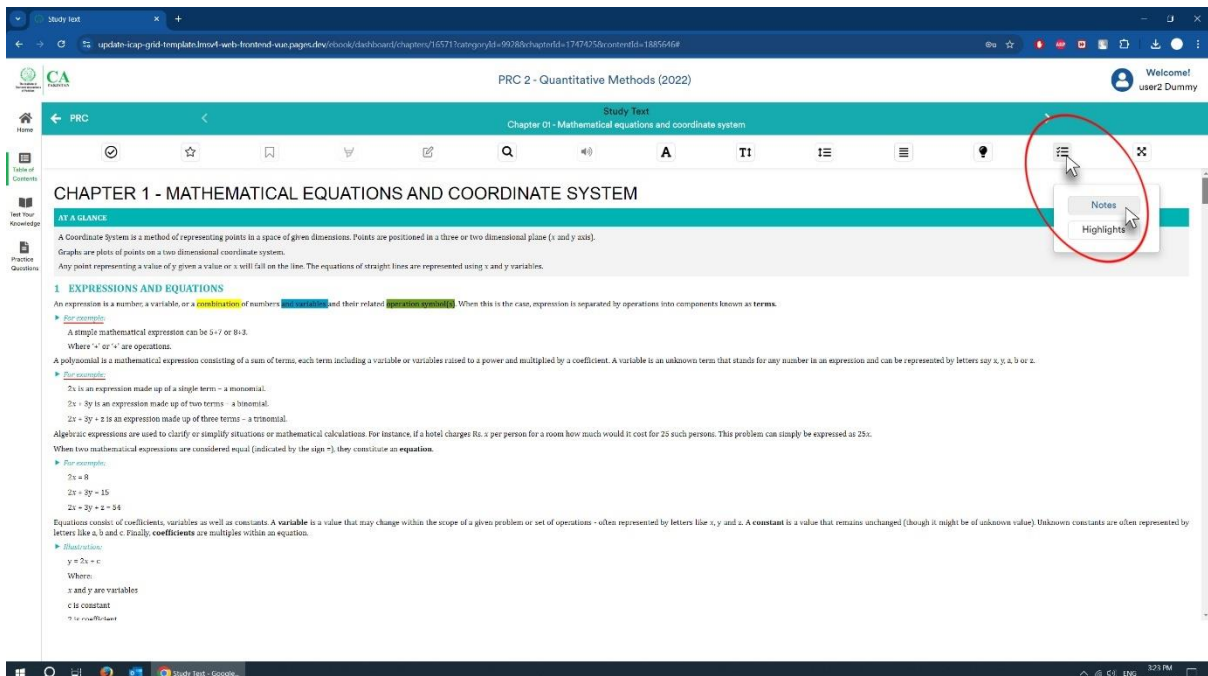 Study Text
update-icap-grid-template.lmsv4-web-frontend-vue.pages.dev/ebook/dashboard/chapters/16571?categoryId=9928&chapterId=1747425&contentId=1885646#
CA
PAKISTAN
PRC 2 - Quantitative Methods (2022)
Welcome!
user2 Dummy
Home
PRC
Study Text
Chapter 01 - Mathematical equations and coordinate system
Table of Contents
Test Your Knowledge
Practice Questions
Notes
Highlights
CHAPTER 1 - MATHEMATICAL EQUATIONS AND COORDINATE SYSTEM
AT A GLANCE
A Coordinate System is a method of representing points in a space of given dimensions. Points are positioned in a three or two dimensional plane (x and y axis).
Graphs are plots of points on a two dimensional coordinate system.
Any point representing a value of y given a value or x will fall on the line. The equations of straight lines are represented using x and y variables.
1 EXPRESSIONS AND EQUATIONS
An expression is a number, a variable, or a combination of numbers and variables and their related operation symbol(s). When this is the case, expression is separated by operations into components known as terms.
For example:
A simple mathematical expression can be 5+7 or 8÷3.
Where '+' or '÷' are operations.
A polynomial is a mathematical expression consisting of a sum of terms, each term including a variable or variables raised to a power and multiplied by a coefficient. A variable is an unknown term that stands for any number in an expression and can be represented by letters say x, y, a, b or z.
For example:
2x is an expression made up of a single term – a monomial.
2x + 3y is an expression made up of two terms – a binomial.
2x + 3y + z is an expression made up of three terms – a trinomial.
Algebraic expressions are used to clarify or simplify situations or mathematical calculations. For instance, if a hotel charges Rs. x per person for a room how much would it cost for 25 such persons. This problem can simply be expressed as 25x.
When two mathematical expressions are considered equal (indicated by the sign =), they constitute an equation.
For example:
2x = 8
2x + 3y = 15
2x + 3y + z = 54
Equations consist of coefficients, variables as well as constants. A variable is a value that may change within the scope of a given problem or set of operations - often represented by letters like x, y and z. A constant is a value that remains unchanged (though it might be of unknown value). Unknown constants are often represented by
letters like a, b and c. Finally, coefficients are multiples within an equation.
Illustration:
y = 2x + c
Where:
x and y are variables
c is constant
2 is coefficient
Study Text - Google...
ENG
3:23 PM